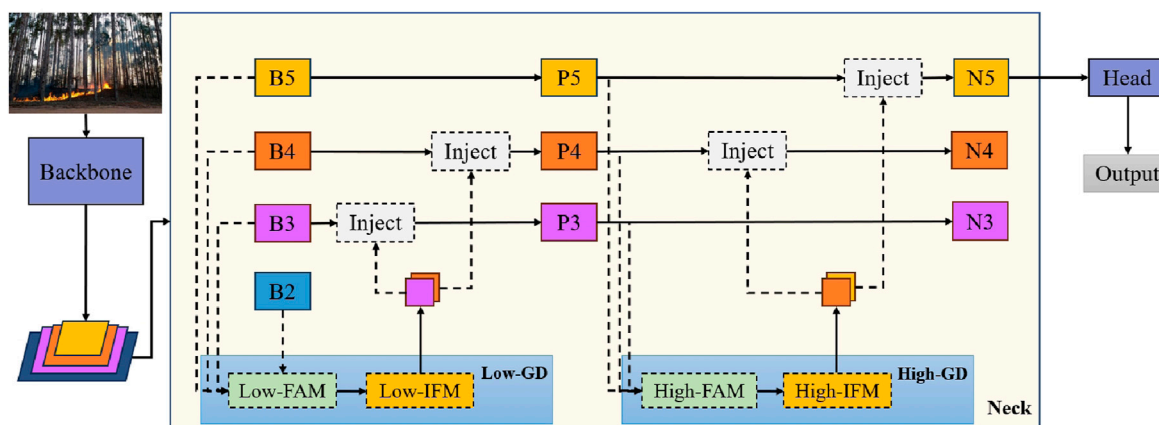 B5
P5
Inject
N5
Head
Backbone
B4
Inject
P4
Inject
N4
Output
B3
Inject
P3
N3
B2
Low-GD
High-GD
Low-FAM
Low-IFM
High-FAM
High-IFM
Neck